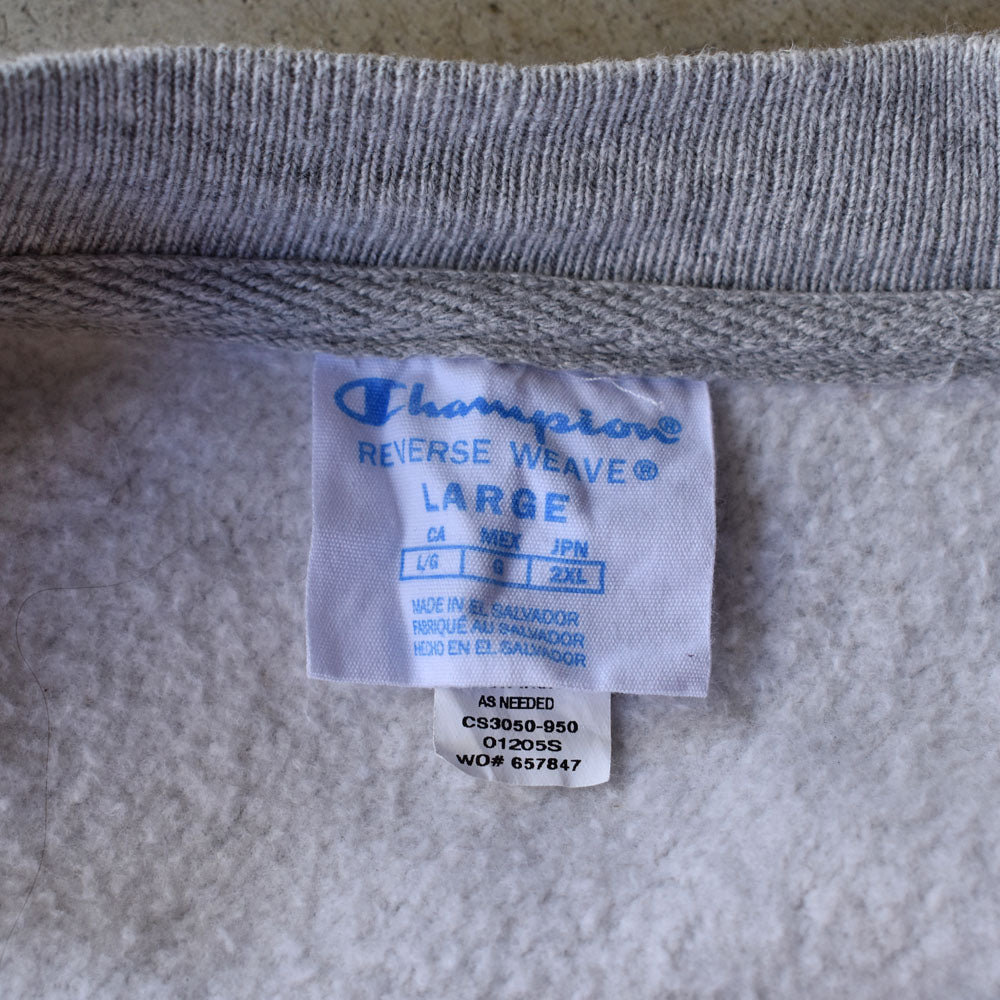 Champion®
REVERSE WEAVE®
LARGE
CA MEX JPN
L/G G 2XL
MADE IN EL SALVADOR
FABRIQUÉ AU SALVADOR
HECHO EN EL SALVADOR
AS NEEDED
CS3050-950
01205S
WO# 657847